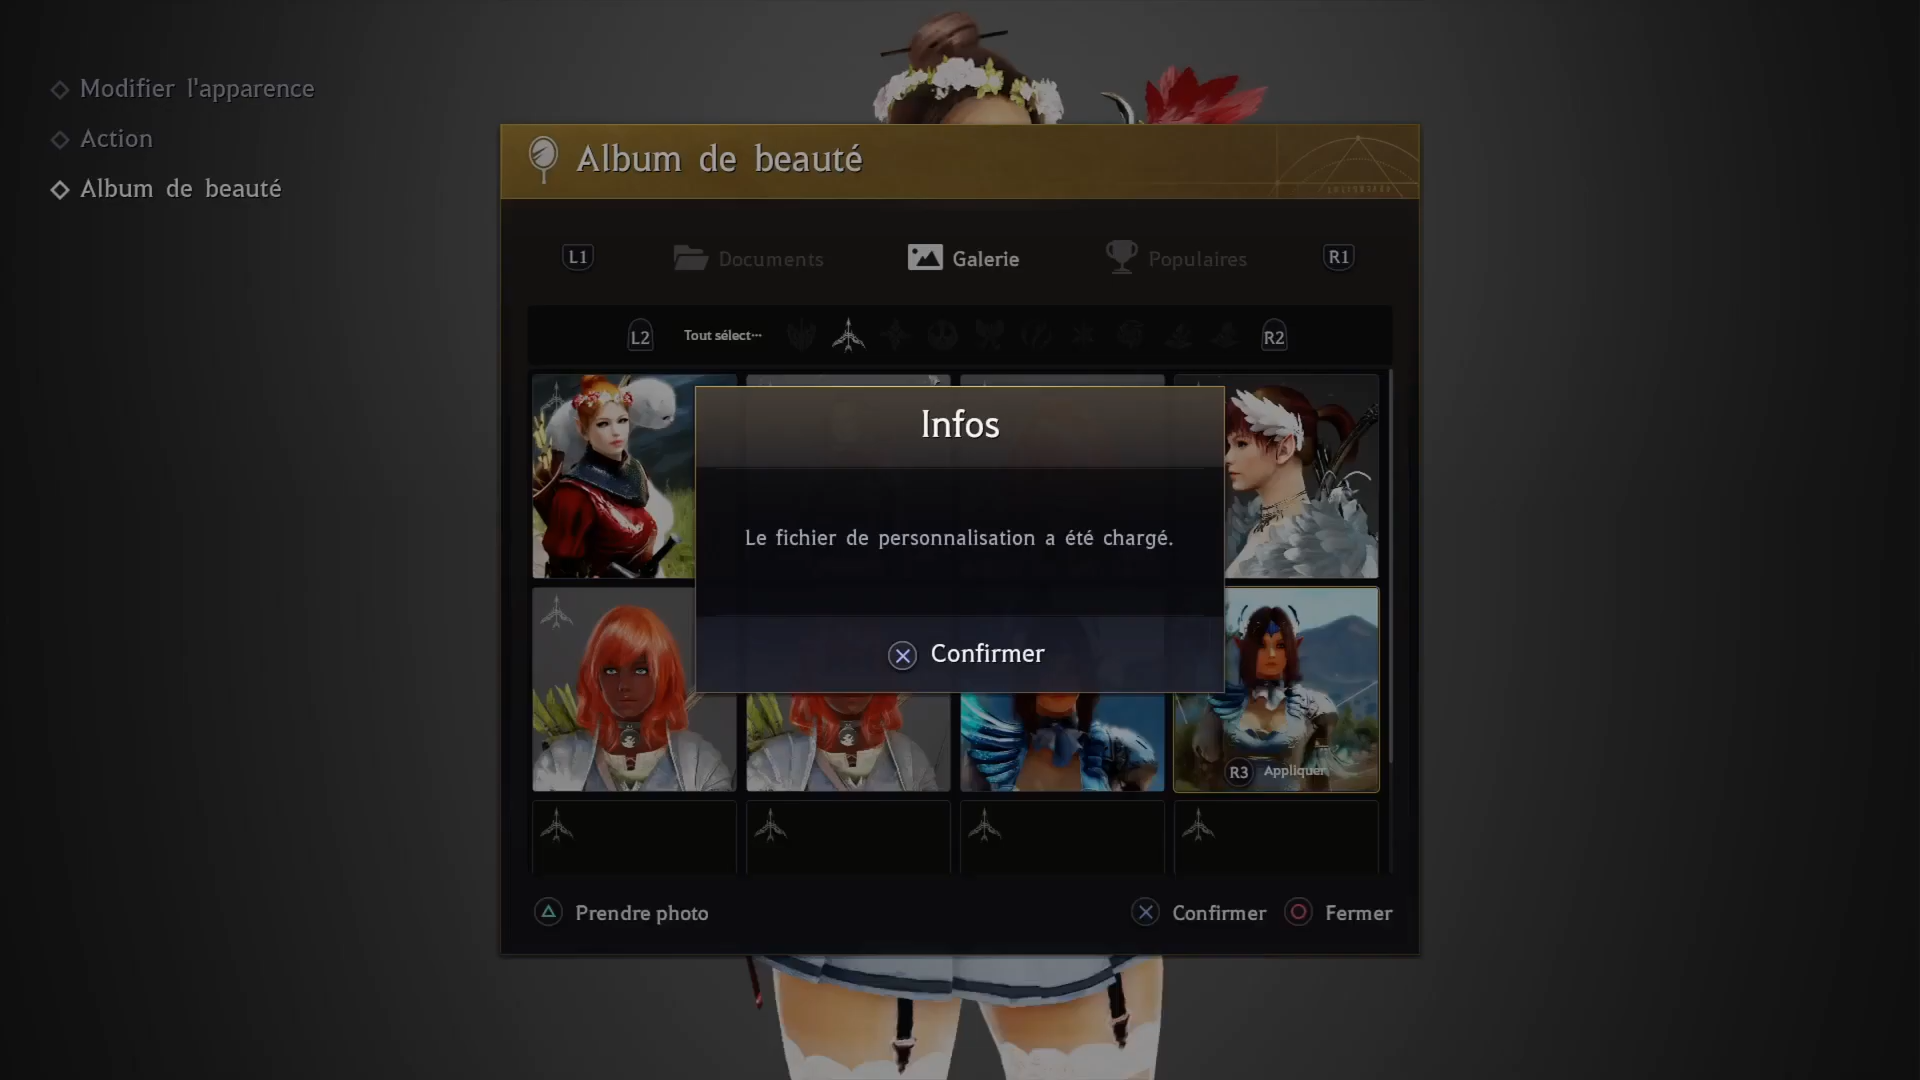 Modifier l'apparence
Action
Album de beauté
Album de beauté
L1
Documents
Galerie
Populaires
R1
L2
Tout sélect···
R2
Infos
Le fichier de personnalisation a été chargé.
Confirmer
R3 Appliquer
Prendre photo
Confirmer
Fermer